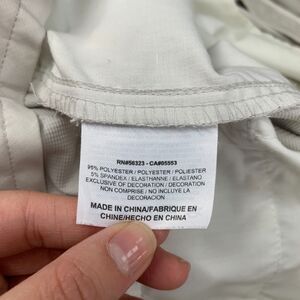 RN#56323 - CA#05553
95% POLYESTER / POLYESTER / POLIESTER
5% SPANDEX / ELASTHANNE / ELASTANO
EXCLUSIVE OF DECORATION / DECORATION
NON COMPRISE / NO INCLUYE LA
DECORACION
MADE IN CHINA/FABRIQUE EN
CHINE/HECHO EN CHINA